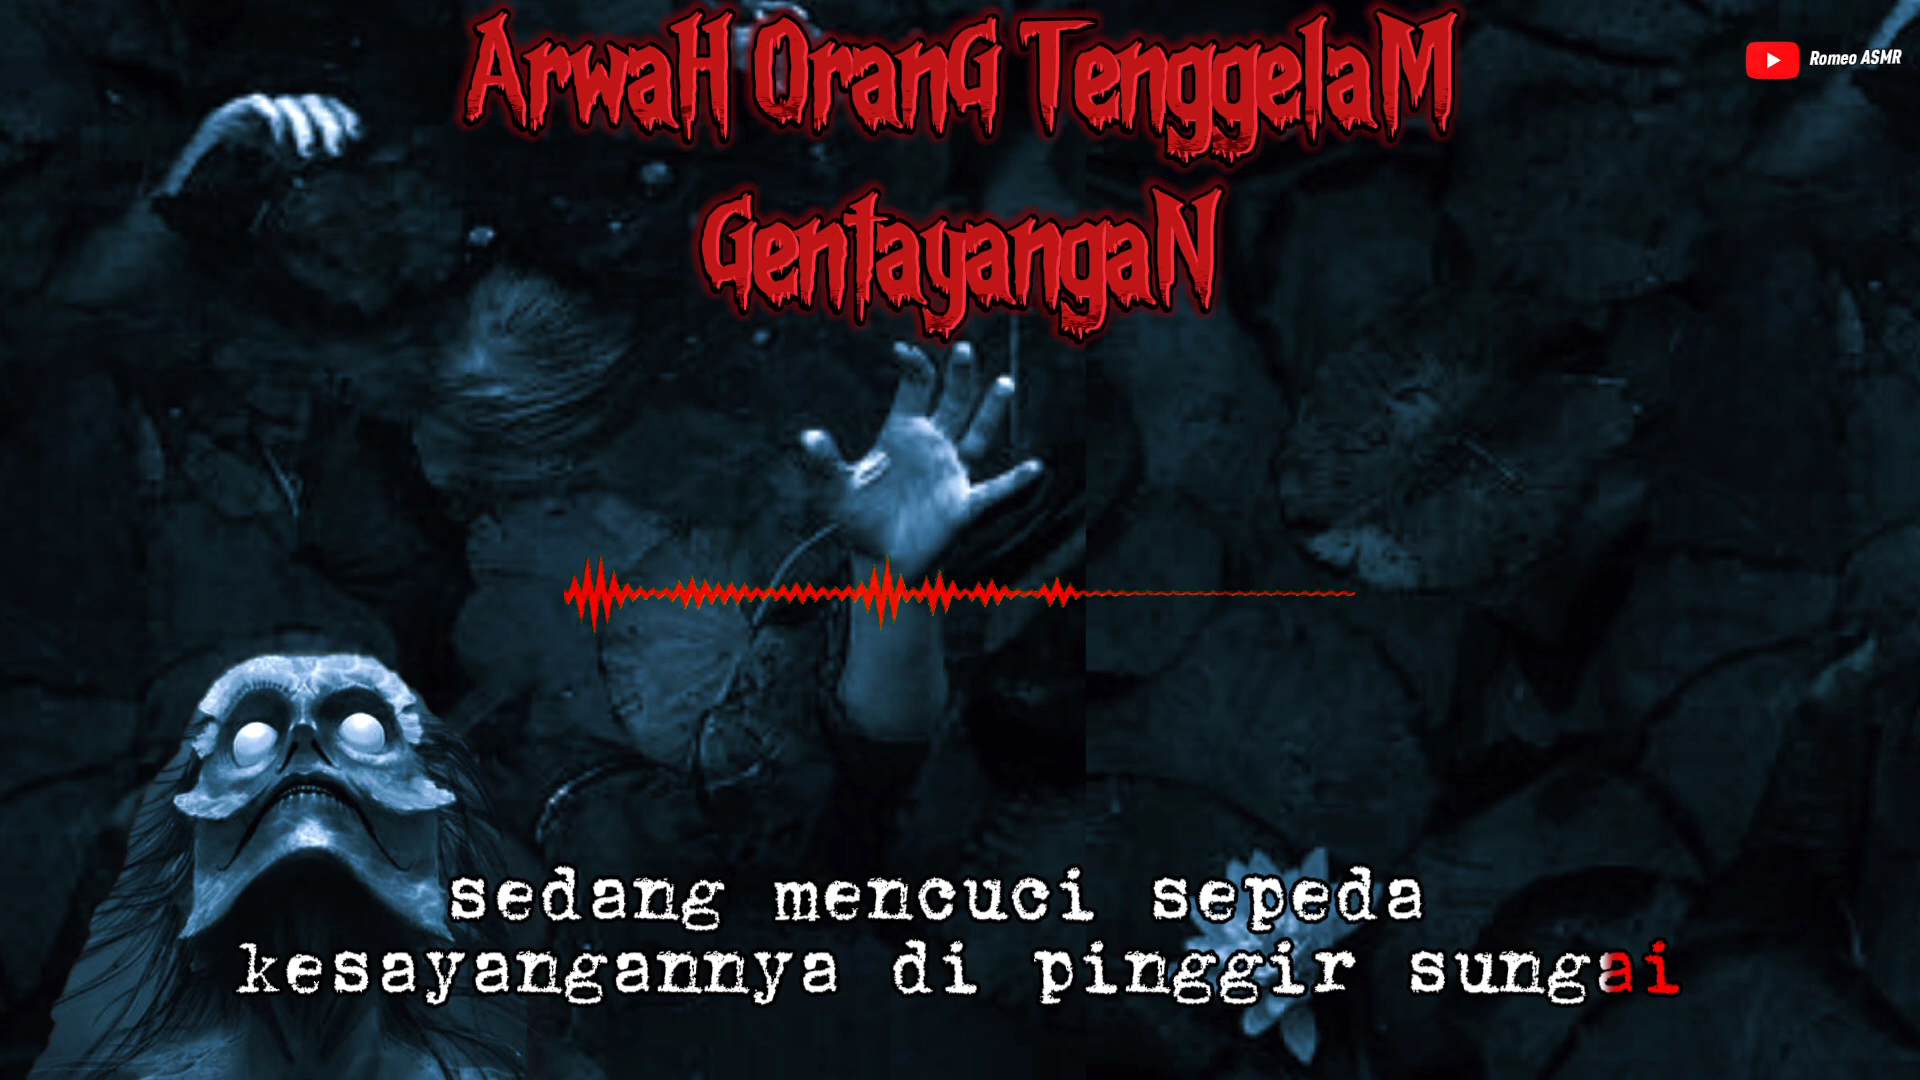 ArwaH OranG TenggelaM
GentayangaN
Romeo ASMR
sedang mencuci sepeda
kesayangannya di pinggir sungai